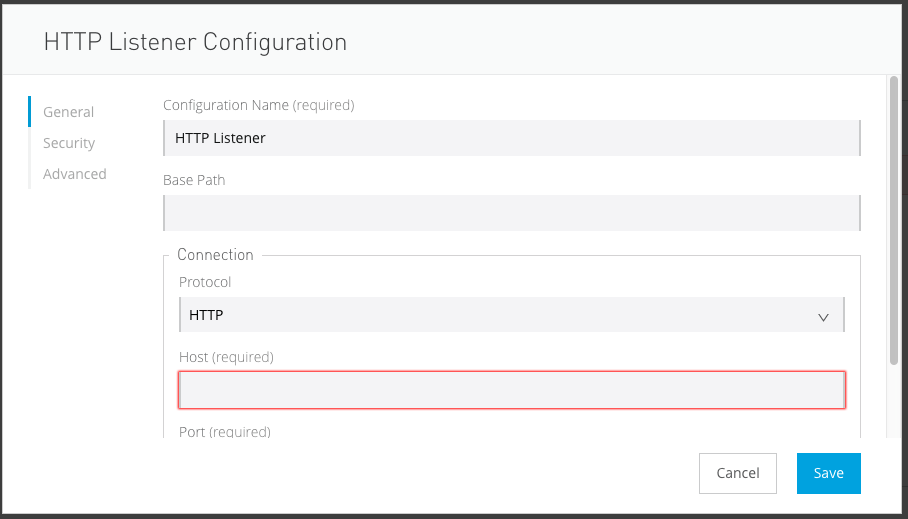 HTTP Listener Configuration
General
Security
Advanced
Configuration Name (required)
HTTP Listener
Base Path
Connection
Protocol
HTTP
Host (required)
Port (required)
Cancel
Save